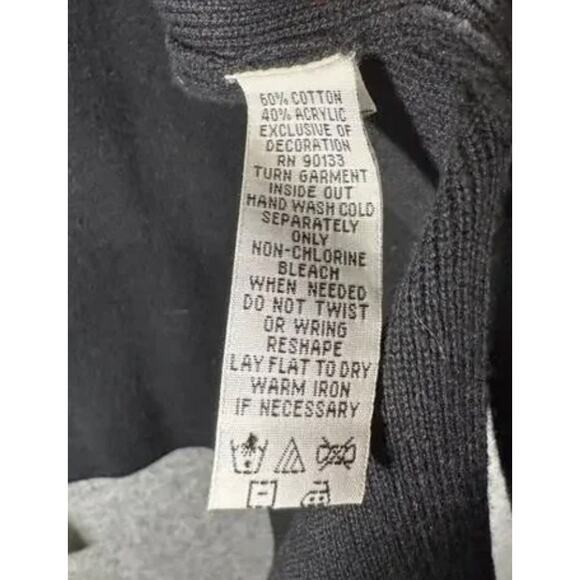 60% COTTON
40% ACRYLIC
EXCLUSIVE OF
DECORATION
RN 90133
TURN GARMENT
INSIDE OUT
HAND WASH COLD
SEPARATELY
ONLY
NON-CHLORINE
BLEACH
WHEN NEEDED
DO NOT TWIST
OR WRING
RESHAPE
LAY FLAT TO DRY
WARM IRON
IF NECESSARY